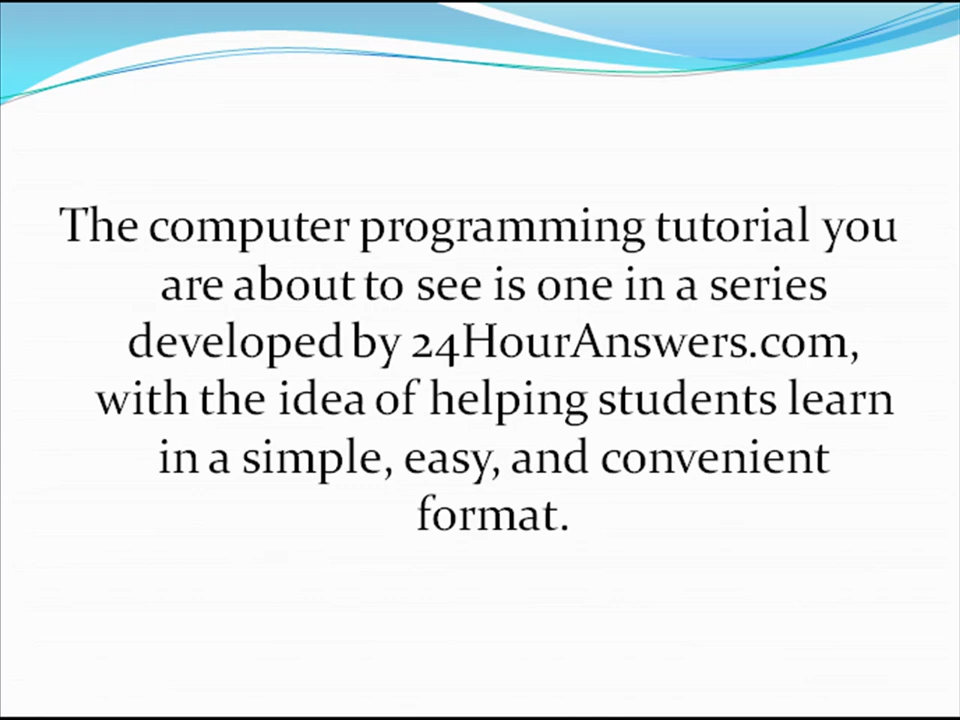 The computer programming tutorial you
are about to see is one in a series
developed by 24HourAnswers.com,
with the idea of helping students learn
in a simple, easy, and convenient
format.